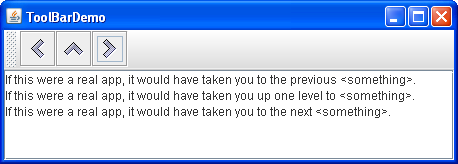 ToolBarDemo
If this were a real app, it would have taken you to the previous <something>.
If this were a real app, it would have taken you up one level to <something>.
If this were a real app, it would have taken you to the next <something>.